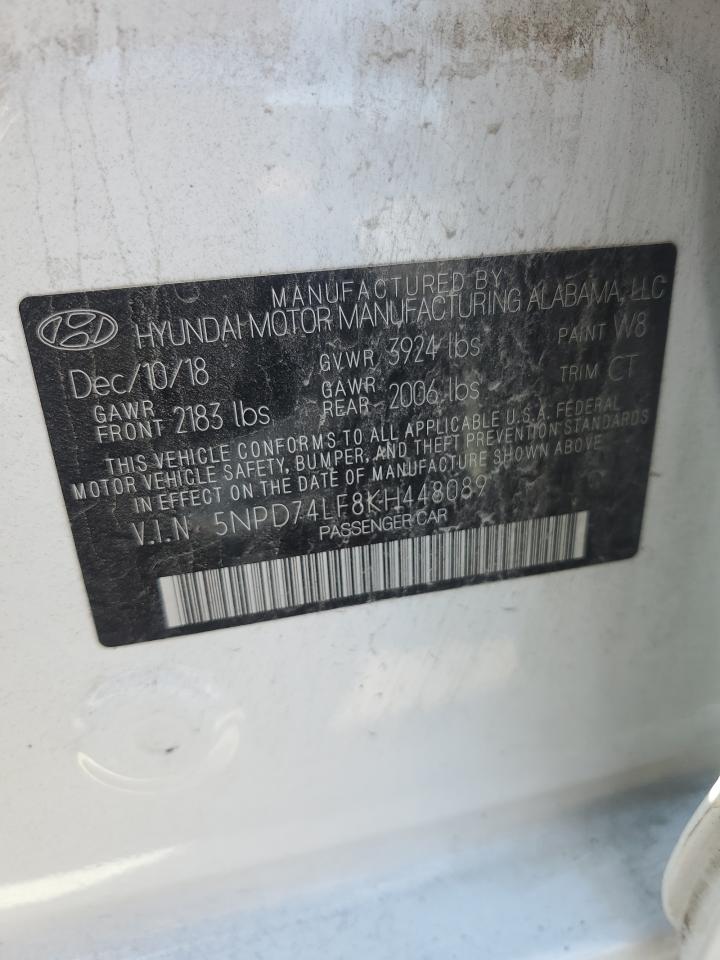 MANUFACTURED BY
HYUNDAI MOTOR MANUFACTURING ALABAMA, LLC
Dec/10/18 GVWR 3924 lbs PAINT W8
GAWR FRONT 2183 lbs GAWR REAR 2006 lbs TRIM CT
THIS VEHICLE CONFORMS TO ALL APPLICABLE U.S.A. FEDERAL
MOTOR VEHICLE SAFETY, BUMPER, AND THEFT PREVENTION STANDARDS
IN EFFECT ON THE DATE OF MANUFACTURE SHOWN ABOVE
V.I.N 5NPD74LF8KH448089
PASSENGER CAR